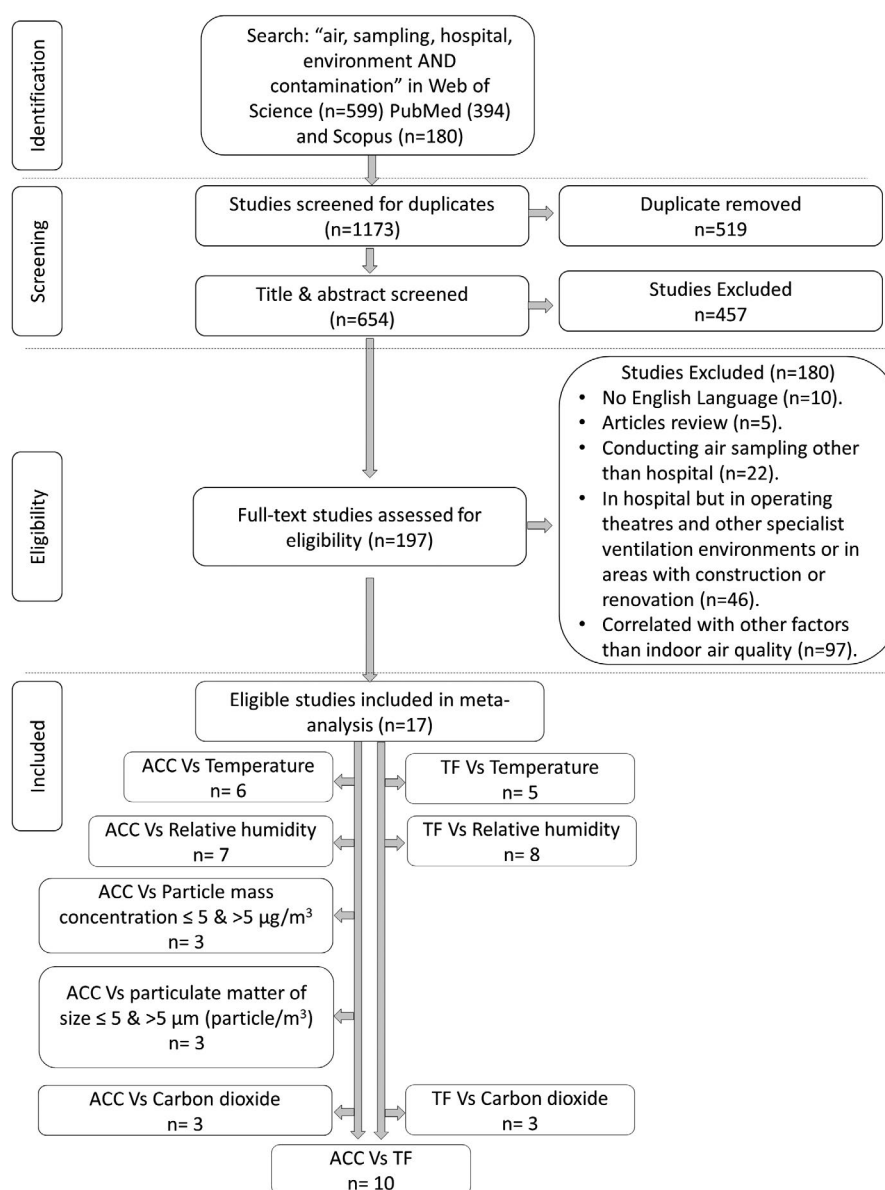 Identification
Search: “air, sampling, hospital,
environment AND
contamination” in Web of
Science (n=599) PubMed (394)
and Scopus (n=180)
Screening
Studies screened for duplicates
(n=1173)
Duplicate removed
n=519
Title & abstract screened
(n=654)
Studies Excluded
n=457
Eligibility
Full-text studies assessed for
eligibility (n=197)
Studies Excluded (n=180)
• No English Language (n=10).
• Articles review (n=5).
• Conducting air sampling other
than hospital (n=22).
• In hospital but in operating
theatres and other specialist
ventilation environments or in
areas with construction or
renovation (n=46).
• Correlated with other factors
than indoor air quality (n=97).
Included
Eligible studies included in meta-
analysis (n=17)
ACC Vs Temperature
n= 6
TF Vs Temperature
n= 5
ACC Vs Relative humidity
n= 7
TF Vs Relative humidity
n= 8
ACC Vs Particle mass
concentration ≤ 5 & >5 µg/m³
n= 3
ACC Vs particulate matter of
size ≤ 5 & >5 µm (particle/m³)
n= 3
ACC Vs Carbon dioxide
n= 3
TF Vs Carbon dioxide
n= 3
ACC Vs TF
n= 10